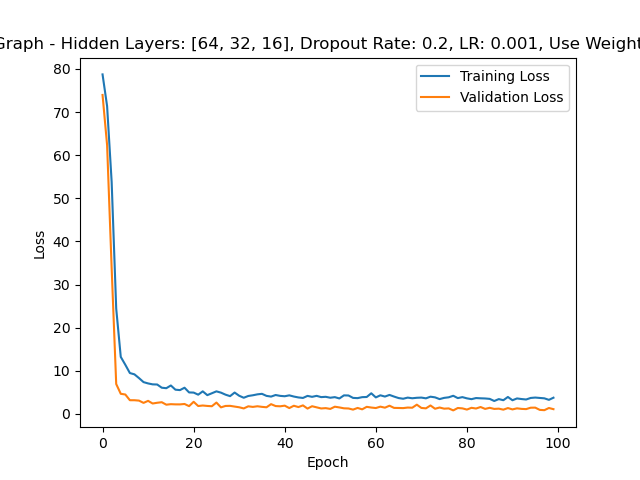 Graph - Hidden Layers: [64, 32, 16], Dropout Rate: 0.2, LR: 0.001, Use Weight
Training Loss
Validation Loss
80
70
60
50
40
30
20
10
0
Loss
0 20 40 60 80 100
Epoch